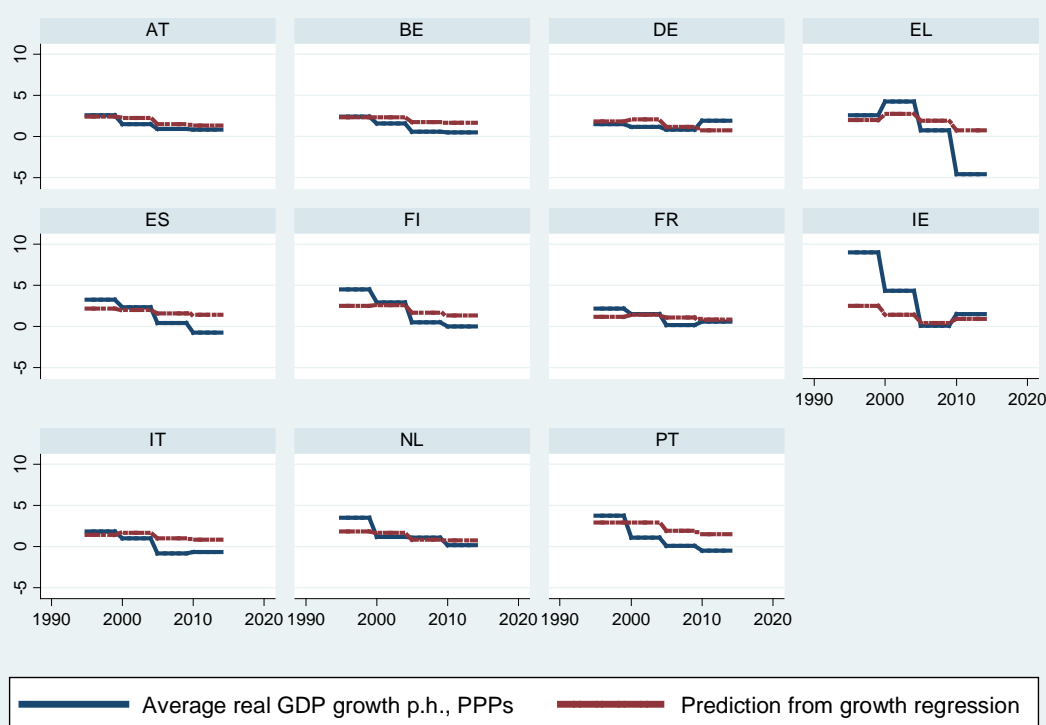 AT BE DE EL
10
5
0
-5
ES FI FR IE
10
5
0
-5
1990 2000 2010 2020
IT NL PT
10
5
0
-5
1990 2000 2010 2020 1990 2000 2010 2020 1990 2000 2010 2020
Average real GDP growth p.h., PPPs Prediction from growth regression